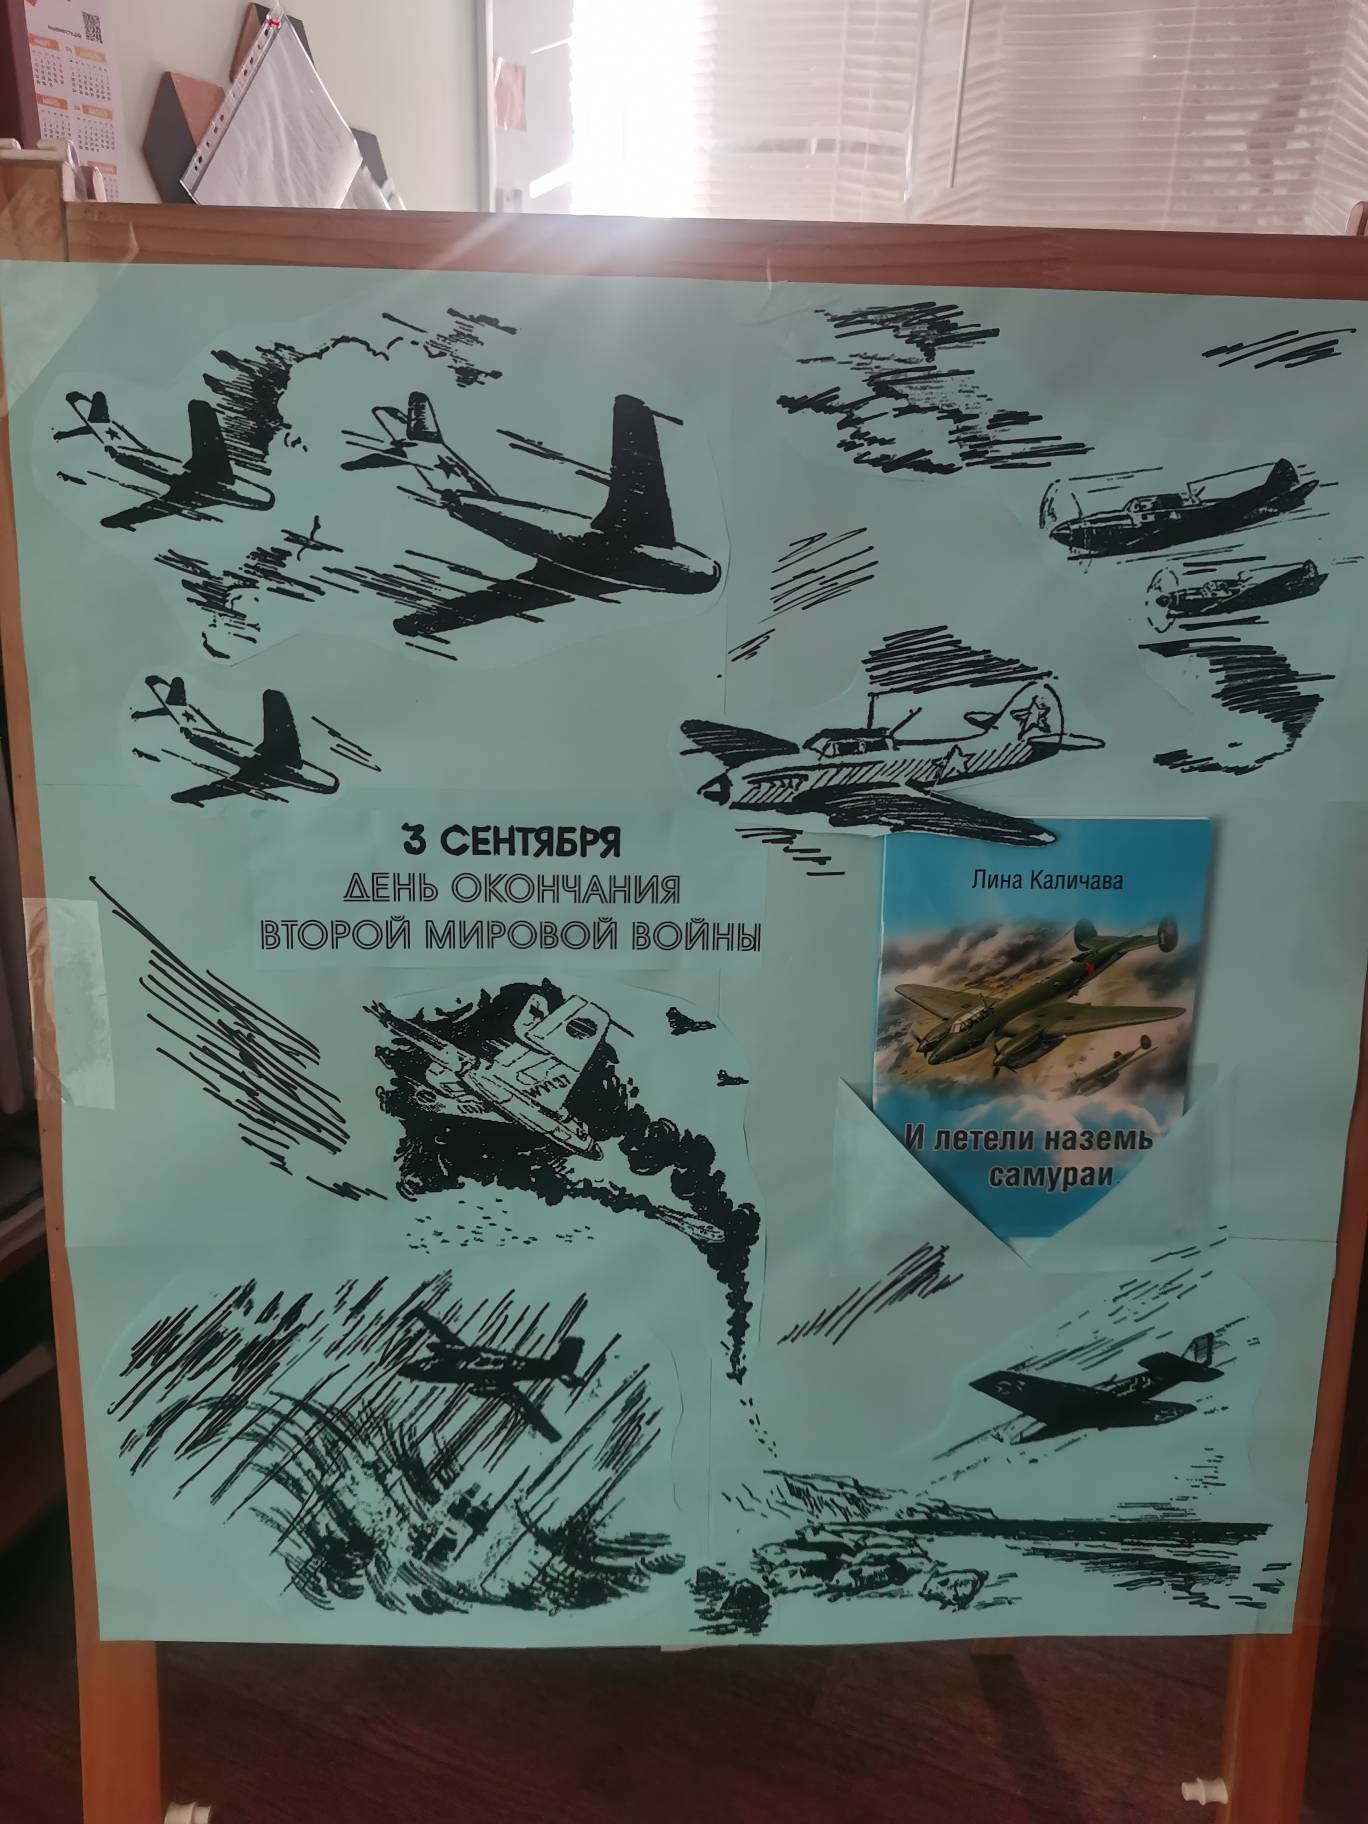 3 СЕНТЯБРЯ
ДЕНЬ ОКОНЧАНИЯ
ВТОРОЙ МИРОВОЙ ВОЙНЫ
Лина Каличава
И летели наземь
самураи